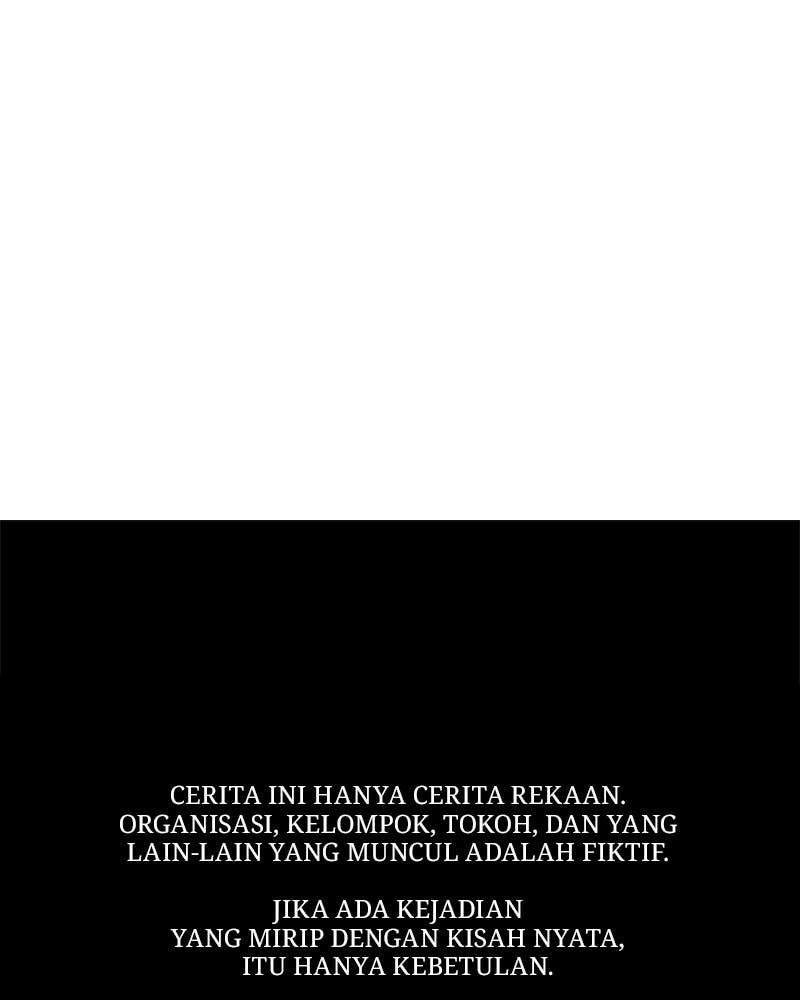 CERITA INI HANYA CERITA REKAAN.
ORGANISASI, KELOMPOK, TOKOH, DAN YANG
LAIN-LAIN YANG MUNCUL ADALAH FIKTIF.
JIKA ADA KEJADIAN
YANG MIRIP DENGAN KISAH NYATA,
ITU HANYA KEBETULAN.